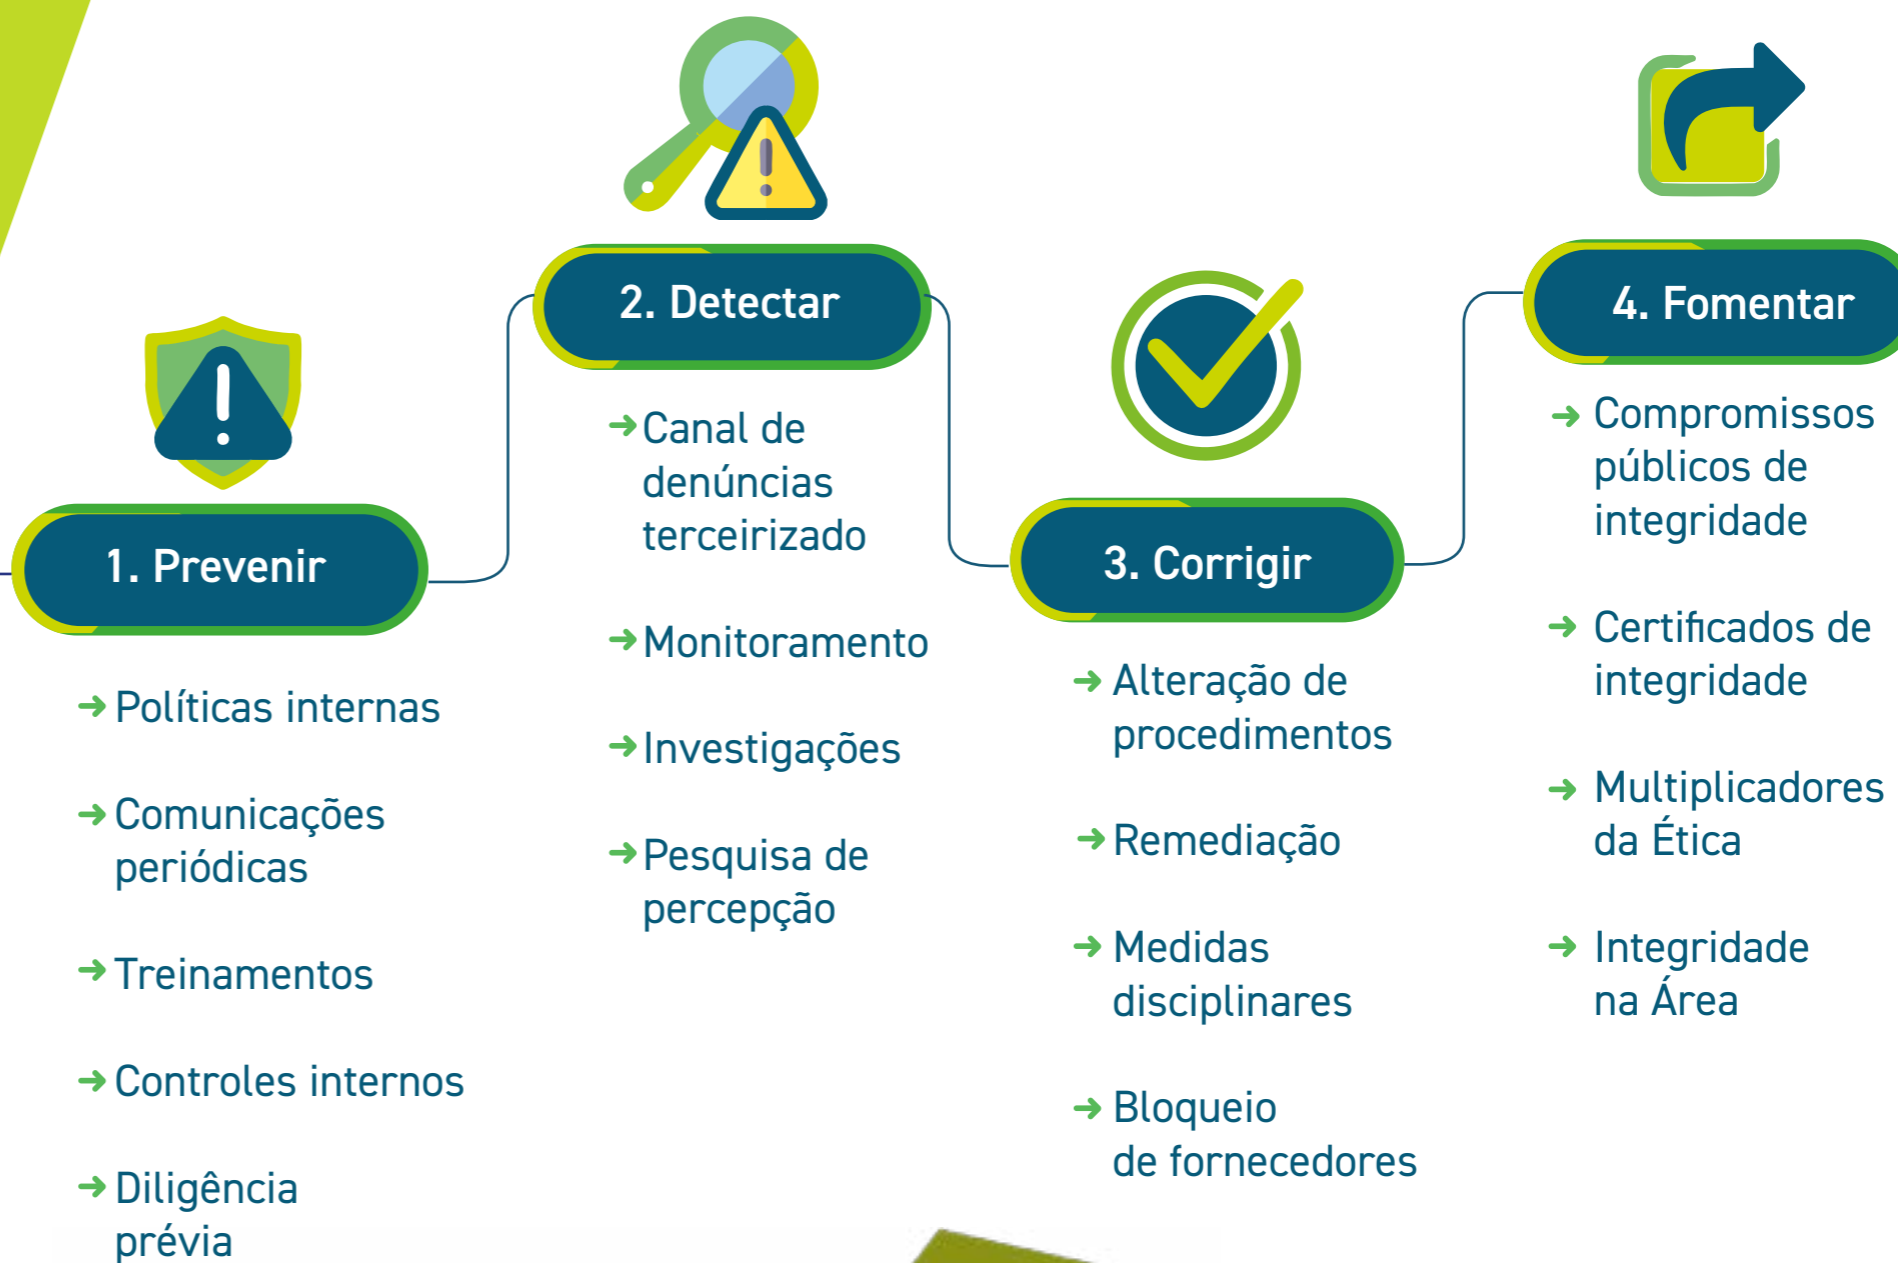 1. Prevenir
Políticas internas
Comunicações
periódicas
Treinamentos
Controles internos
Diligência
prévia
2. Detectar
Canal de
denúncias
terceirizado
Monitoramento
Investigações
Pesquisa de
percepção
3. Corrigir
Alteração de
procedimentos
Remediação
Medidas
disciplinares
Bloqueio
de fornecedores
4. Fomentar
Compromissos
públicos de
integridade
Certificados de
integridade
Multiplicadores
da Ética
Integridade
na Área